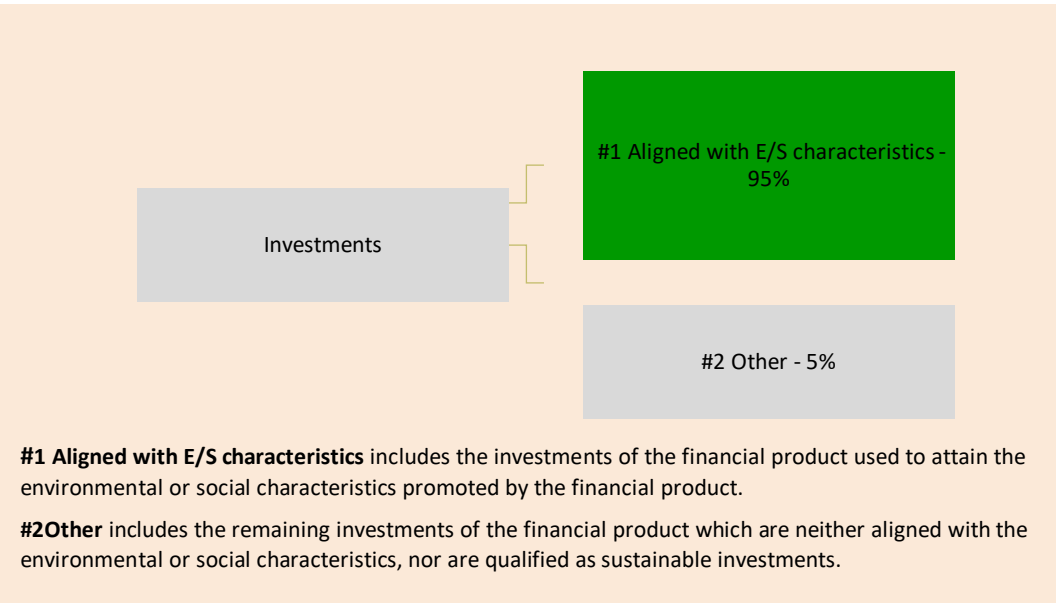 #1 Aligned with E/S characteristics -
95%
Investments
#2 Other - 5%
#1 Aligned with E/S characteristics includes the investments of the financial product used to attain the
environmental or social characteristics promoted by the financial product.
#2Other includes the remaining investments of the financial product which are neither aligned with the
environmental or social characteristics, nor are qualified as sustainable investments.